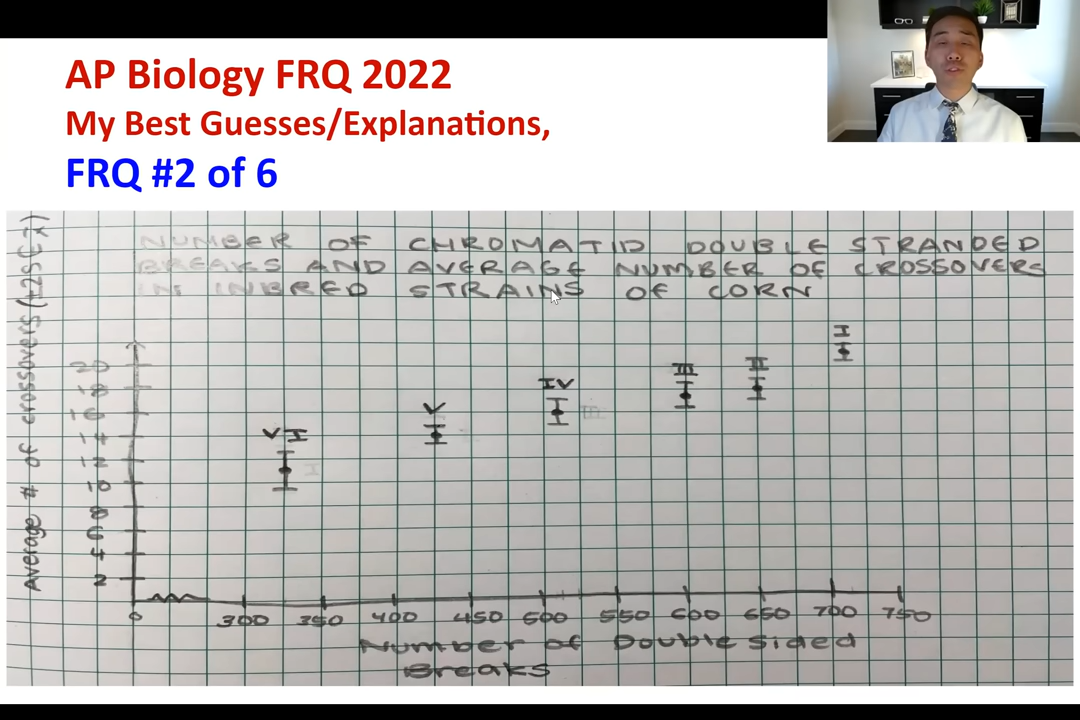 AP Biology FRQ 2022
My Best Guesses/Explanations,
FRQ #2 of 6
NUMBER OF CHROMATID DOUBLE STRANDED
BREAKS AND AVERAGE NUMBER OF CROSSOVERS
IN INBRED STRAINS OF CORN
Average # of crossovers (±2SEx̄)
20
18
16
14
12
10
8
6
4
2
I
II
III
IV
V
VI
0 300 350 400 450 500 550 600 650 700 750
Number of Double Sided
Breaks